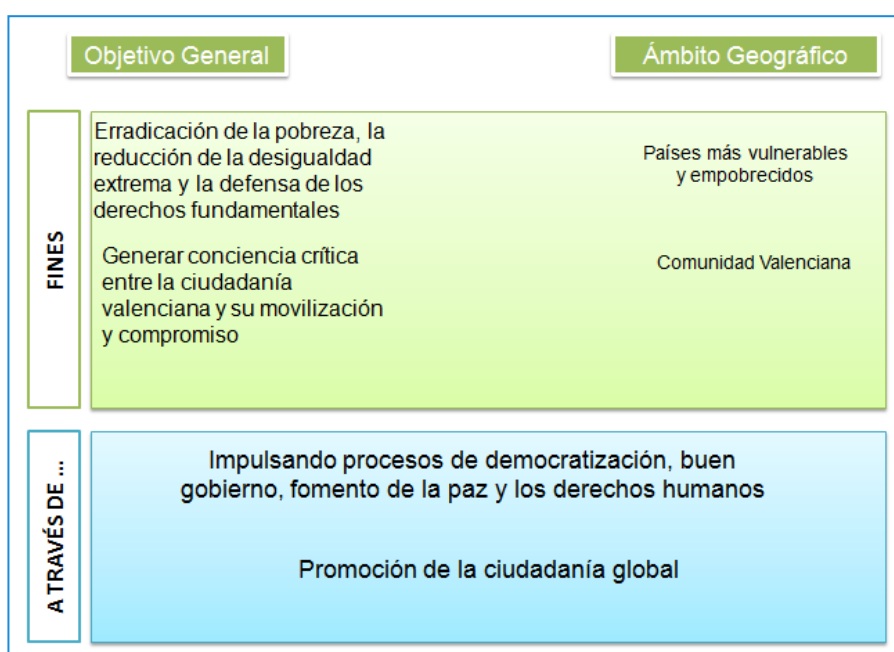 Objetivo General
Ámbito Geográfico
FINES
Erradicación de la pobreza, la
reducción de la desigualdad
extrema y la defensa de los
derechos fundamentales
Países más vulnerables
y empobrecidos
Generar conciencia crítica
entre la ciudadanía
valenciana y su movilización
y compromiso
Comunidad Valenciana
A TRAVÉS DE ...
Impulsando procesos de democratización, buen
gobierno, fomento de la paz y los derechos humanos
Promoción de la ciudadanía global